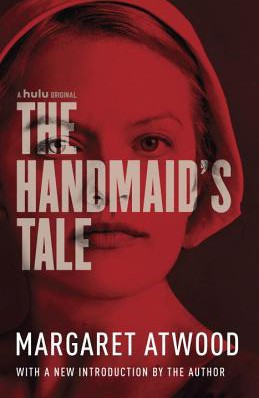 A hulu ORIGINAL
THE
HANDMAID'S
TALE
MARGARET ATWOOD
WITH A NEW INTRODUCTION BY THE AUTHOR